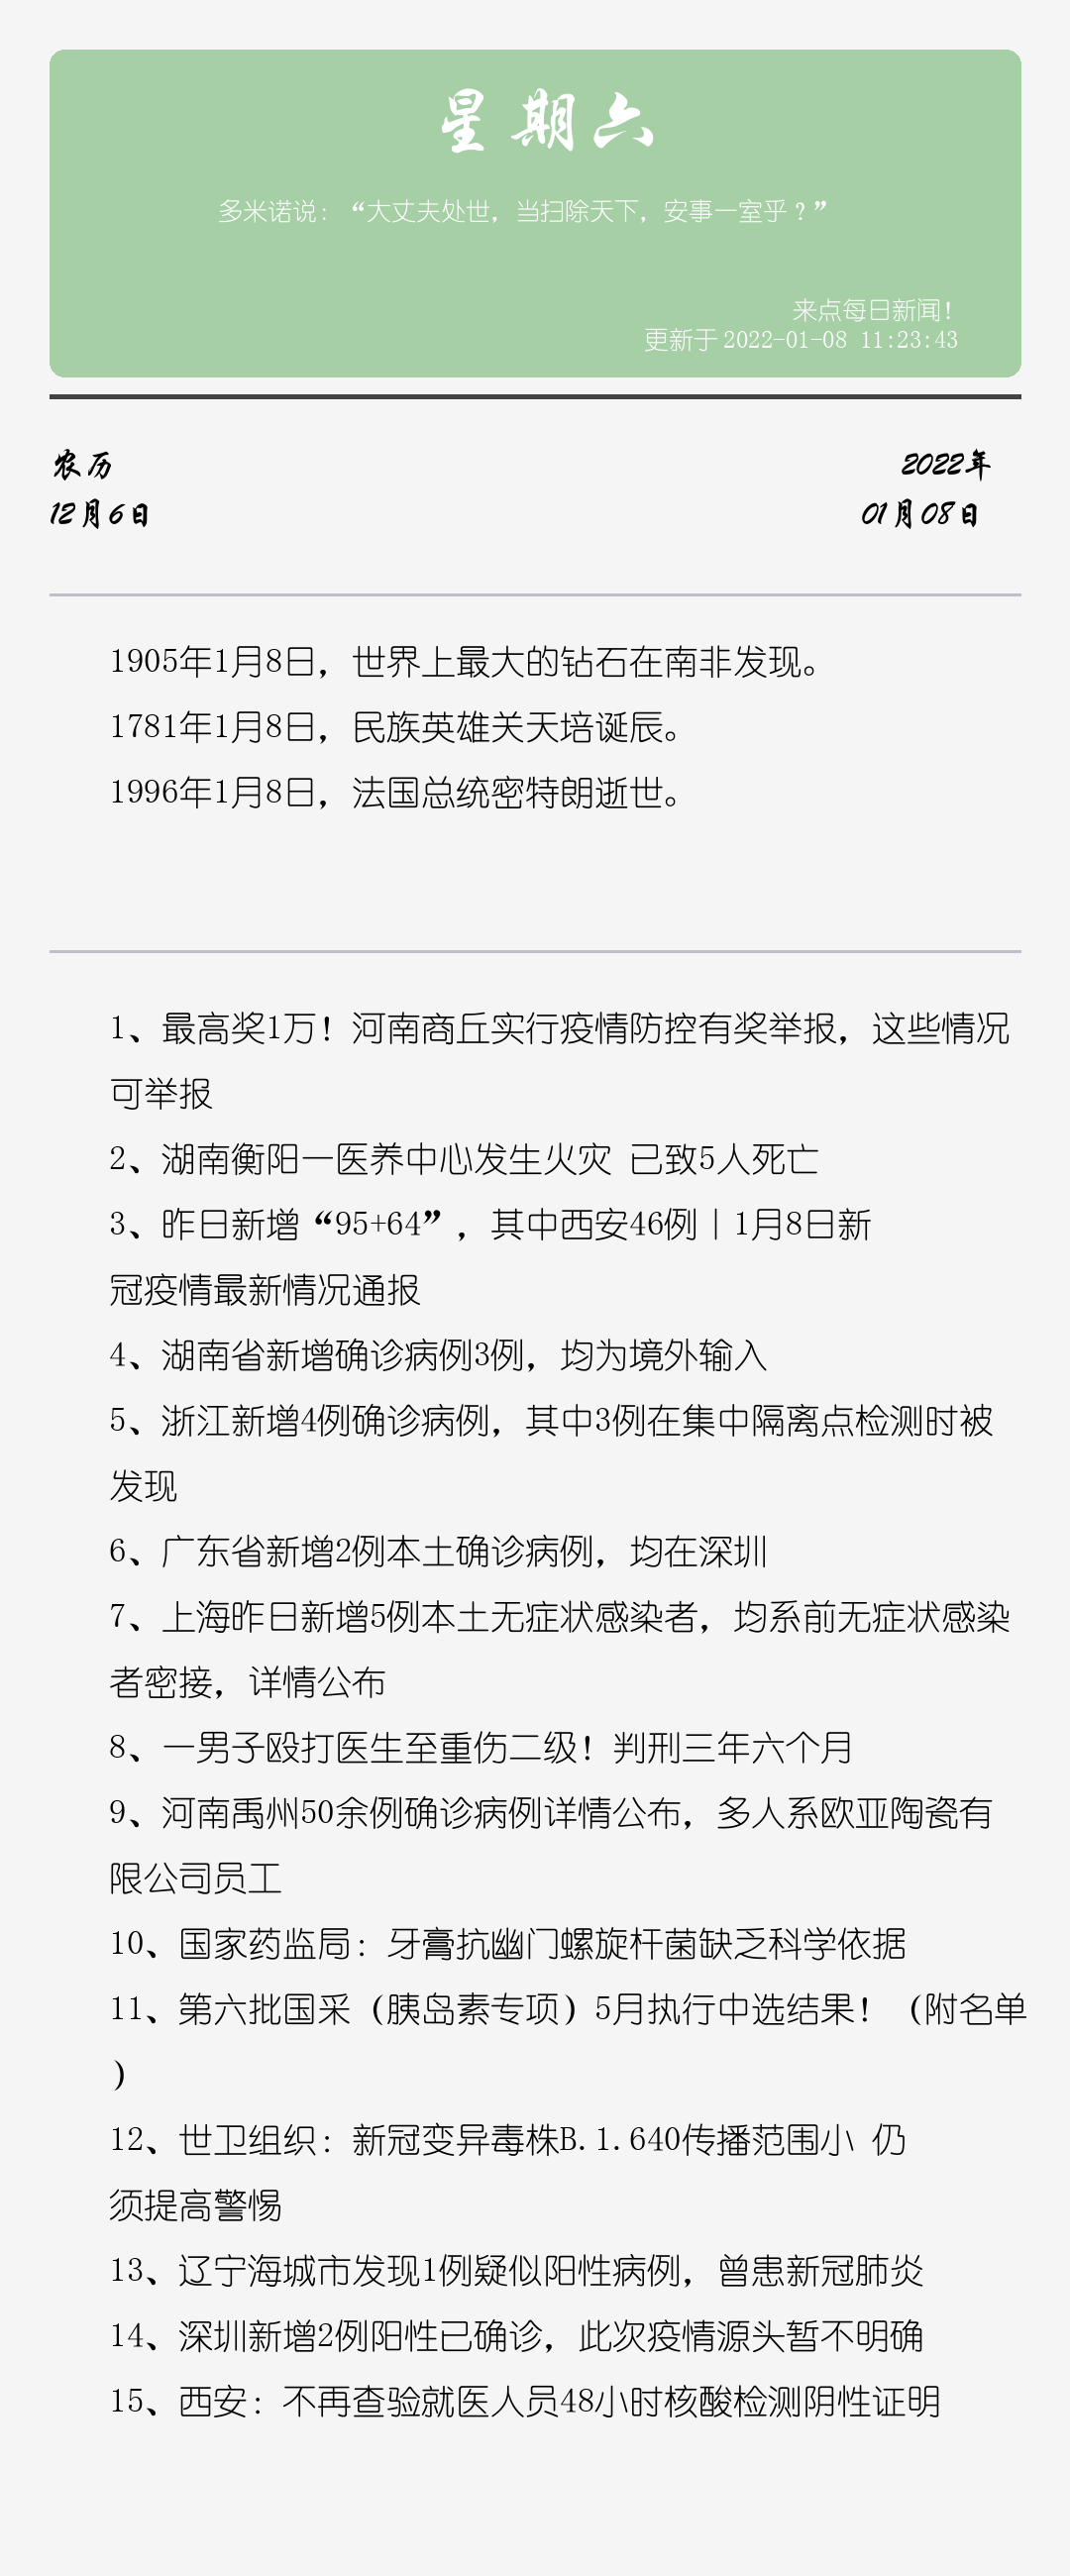 星期六
多米诺说：“大丈夫处世，当扫除天下，安事一室乎？”
来点每日新闻！
更新于2022-01-08 11:23:43
农历
12月6日
2022年
01月08日
1905年1月8日，世界上最大的钻石在南非发现。
1781年1月8日，民族英雄关天培诞辰。
1996年1月8日，法国总统密特朗逝世。
1、最高奖1万！河南商丘实行疫情防控有奖举报，这些情况
可举报
2、湖南衡阳一医养中心发生火灾 已致5人死亡
3、昨日新增“95+64”，其中西安46例｜1月8日新
冠疫情最新情况通报
4、湖南省新增确诊病例3例，均为境外输入
5、浙江新增4例确诊病例，其中3例在集中隔离点检测时被
发现
6、广东省新增2例本土确诊病例，均在深圳
7、上海昨日新增5例本土无症状感染者，均系前无症状感染
者密接，详情公布
8、一男子殴打医生至重伤二级！判刑三年六个月
9、河南禹州50余例确诊病例详情公布，多人系欧亚陶瓷有
限公司员工
10、国家药监局：牙膏抗幽门螺旋杆菌缺乏科学依据
11、第六批国采（胰岛素专项）5月执行中选结果！（附名单
）
12、世卫组织：新冠变异毒株B.1.640传播范围小 仍
须提高警惕
13、辽宁海城市发现1例疑似阳性病例，曾患新冠肺炎
14、深圳新增2例阳性已确诊，此次疫情源头暂不明确
15、西安：不再查验就医人员48小时核酸检测阴性证明